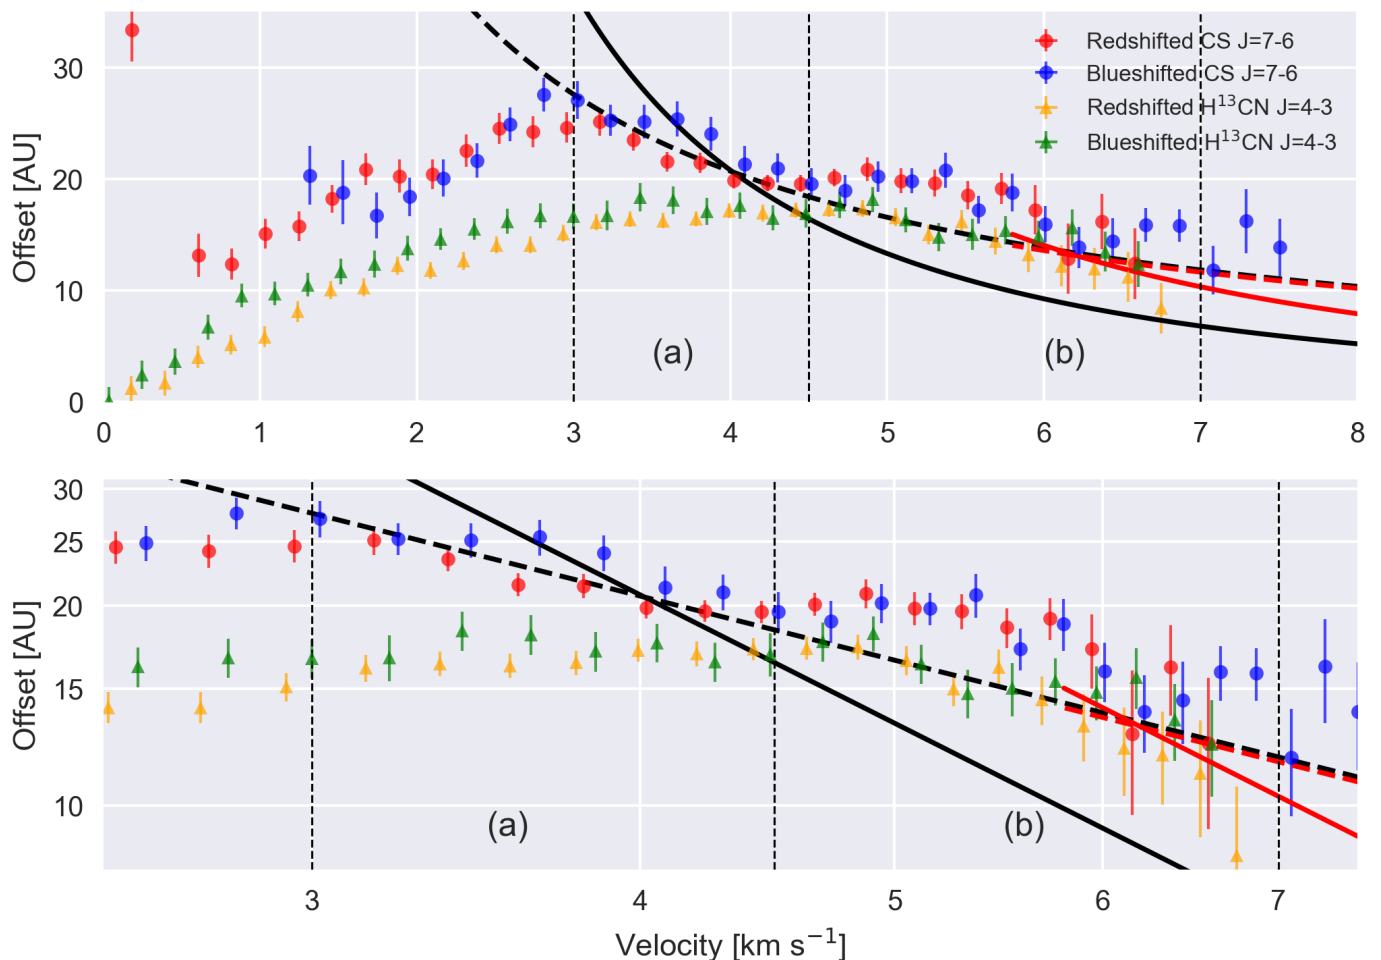 Redshifted CS J=7-6
Blueshifted CS J=7-6
Redshifted H¹³CN J=4-3
Blueshifted H¹³CN J=4-3
Offset [AU]
30
20
10
0
(a)
(b)
0 1 2 3 4 5 6 7 8
Offset [AU]
30
25
20
15
10
(a)
(b)
3 4 5 6 7
Velocity [km s⁻¹]